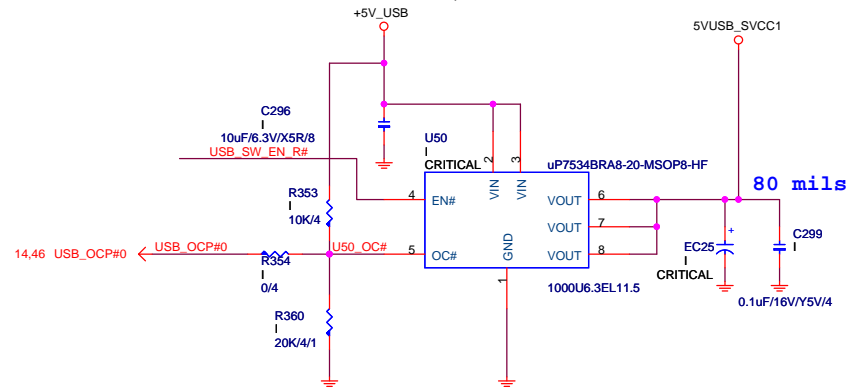 +5V_USB
5VUSB_SVCC1
C296
I
10uF/6.3V/X5R/8
USB_SW_EN_R#
U50
I
CRITICAL
2
3
uP7534BRA8-20-MSOP8-HF
80 mils
R353
I
10K/4
4
EN#
VIN
VIN
VOUT
6
VOUT
7
14,46 USB_OCP#0
USB_OCP#0
U50_OC#
5
OC#
GND
VOUT
8
+
EC25
I
CRITICAL
C299
I
R354
I
0/4
1
1000U6.3EL11.5
0.1uF/16V/Y5V/4
R360
I
20K/4/1